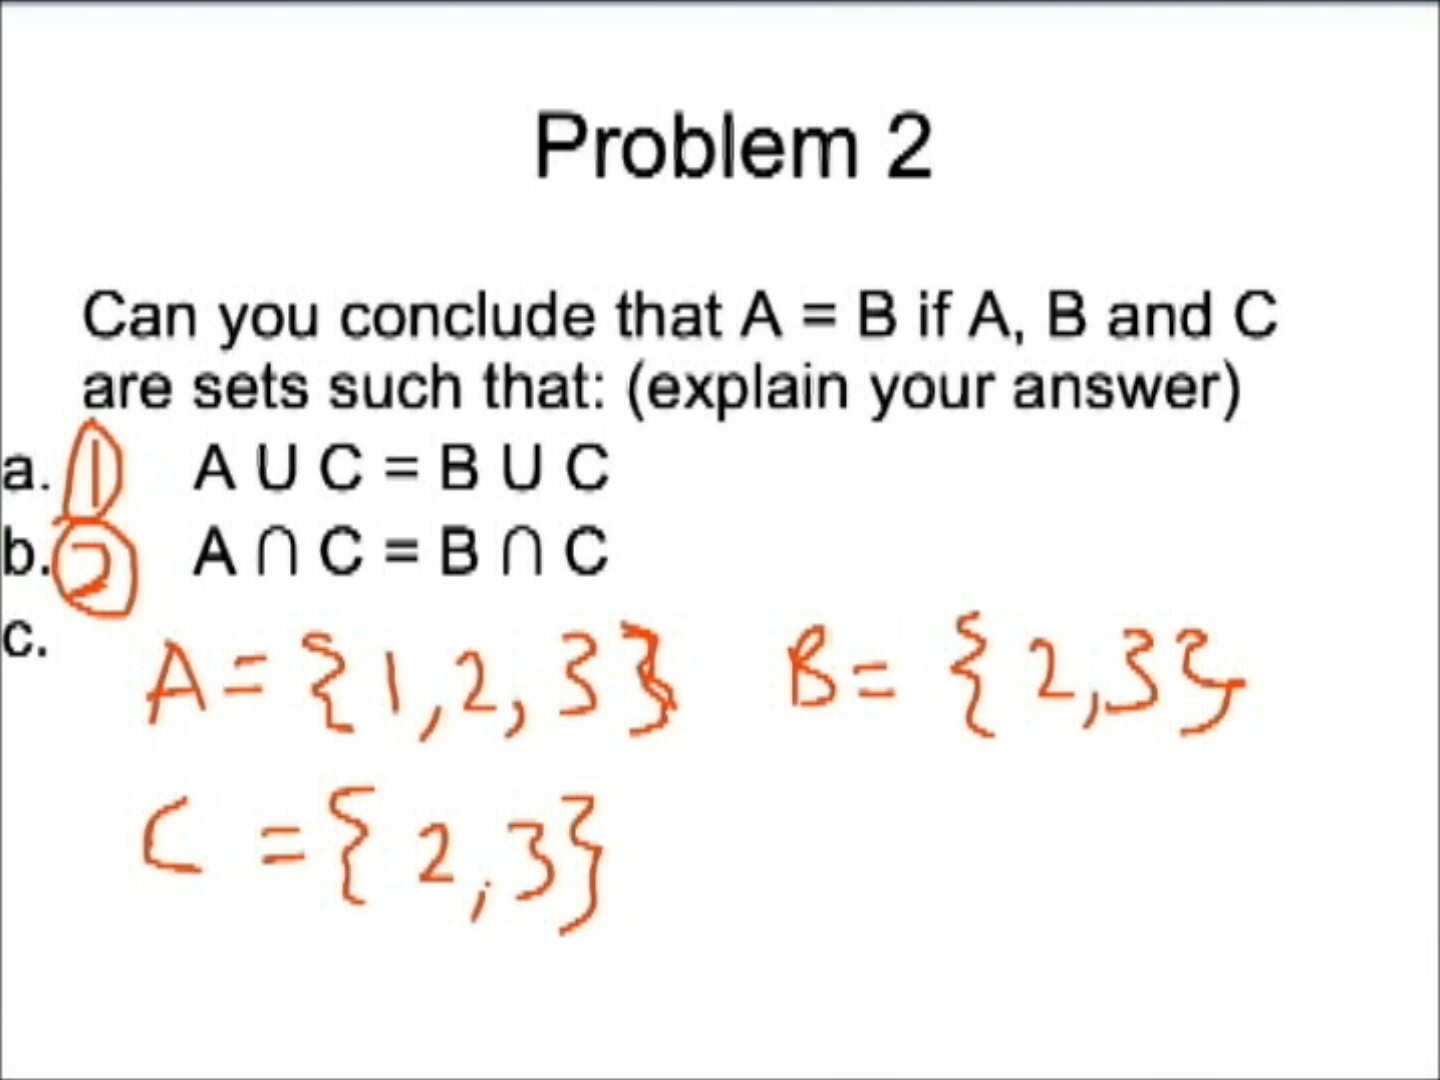 Problem 2
Can you conclude that A = B if A, B and C
are sets such that: (explain your answer)
a. 1 A ∪ C = B ∪ C
b. 2 A ∩ C = B ∩ C
c.
A = {1, 2, 3} B = {2, 3}
C = {2, 3}